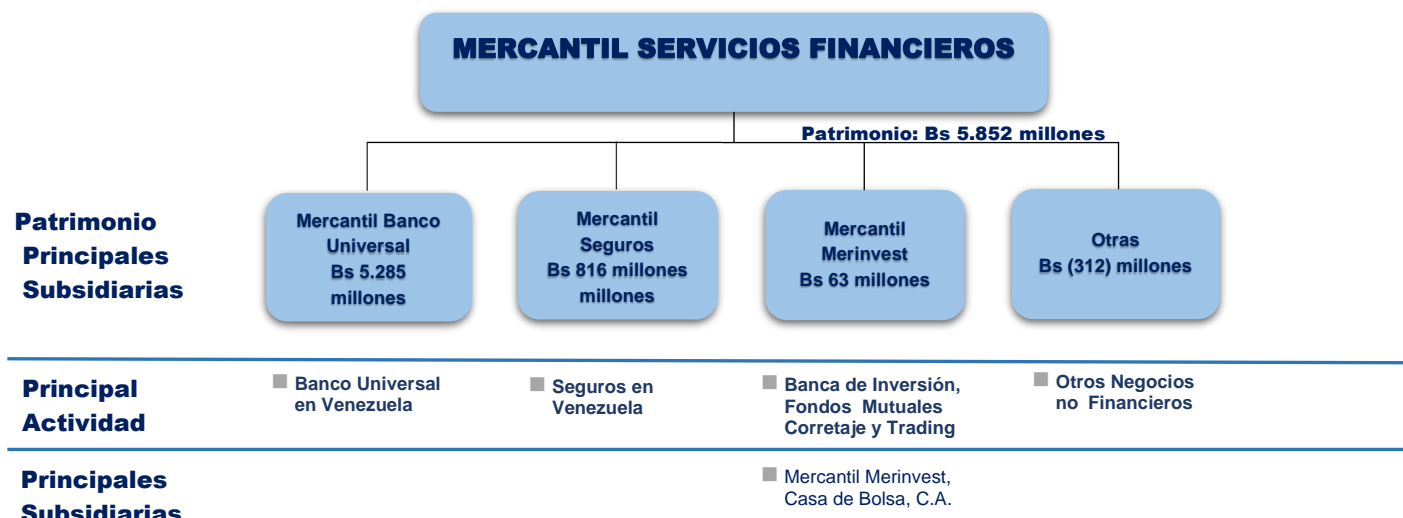 MERCANTIL SERVICIOS FINANCIEROS
Patrimonio: Bs 5.852 millones
Patrimonio
Principales
Subsidiarias
Mercantil Banco
Universal
Bs 5.285
millones
Mercantil
Seguros
Bs 816 millones
millones
Mercantil
Merinvest
Bs 63 millones
Otras
Bs (312) millones
Principal
Actividad
Banco Universal
en Venezuela
Seguros en
Venezuela
Banca de Inversión,
Fondos Mutuales
Corretaje y Trading
Otros Negocios
no Financieros
Principales
Subsidiarias
Mercantil Merinvest,
Casa de Bolsa, C.A.